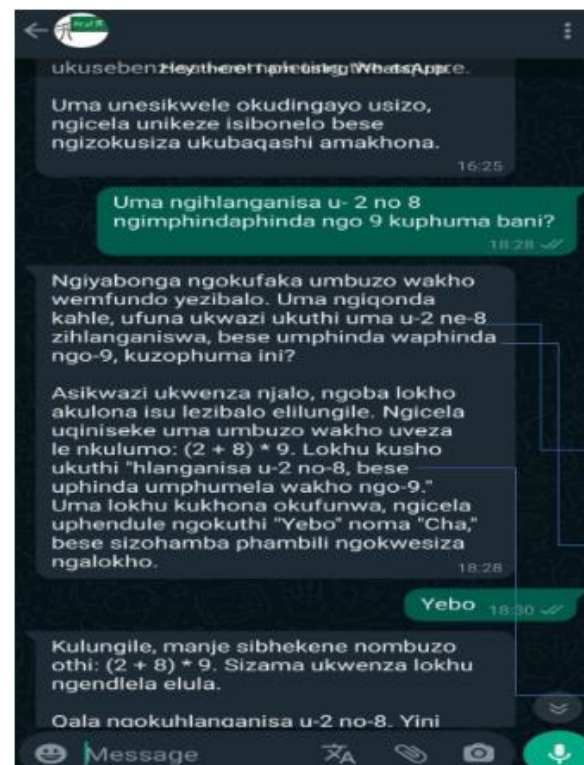 ukusebenz
Hey there! I am using WhatsApp.
Uma unesikwele okudingayo usizo,
ngicela unikeze isibonelo bese
ngizokusiza ukubaqashi amakhona.
16:25
Uma ngihlanganisa u- 2 no 8
ngimphindaphinda ngo 9 kuphuma bani?
18:28
Ngiyabonga ngokufaka umbuzo wakho
wemfundo yezibalo. Uma ngiqonda
kahle, ufuna ukwazi ukuthi uma u-2 ne-8
zihlanganiswa, bese umphinda waphinda
ngo-9, kuzophuma ini?
Asikwazi ukwenza njalo, ngoba lokho
akulona isu lezibalo elilungile. Ngicela
uqiniseke uma umbuzo wakho uveza
le nkulumo: (2 + 8) * 9. Lokhu kusho
ukuthi "hlanganisa u-2 no-8, bese
uphinda umphumela wakho ngo-9."
Uma lokhu kukhona okufunwa, ngicela
uphendule ngokuthi "Yebo" noma "Cha,"
bese sizohamba phambili ngokwesiza
ngalokho.
18:28
Yebo 18:30
Kulungile, manje sibhekene nombuzo
othi: (2 + 8) * 9. Sizama ukwenza lokhu
ngendlela elula.
Qala ngokuhlanganisa u-2 no-8. Yini
Message